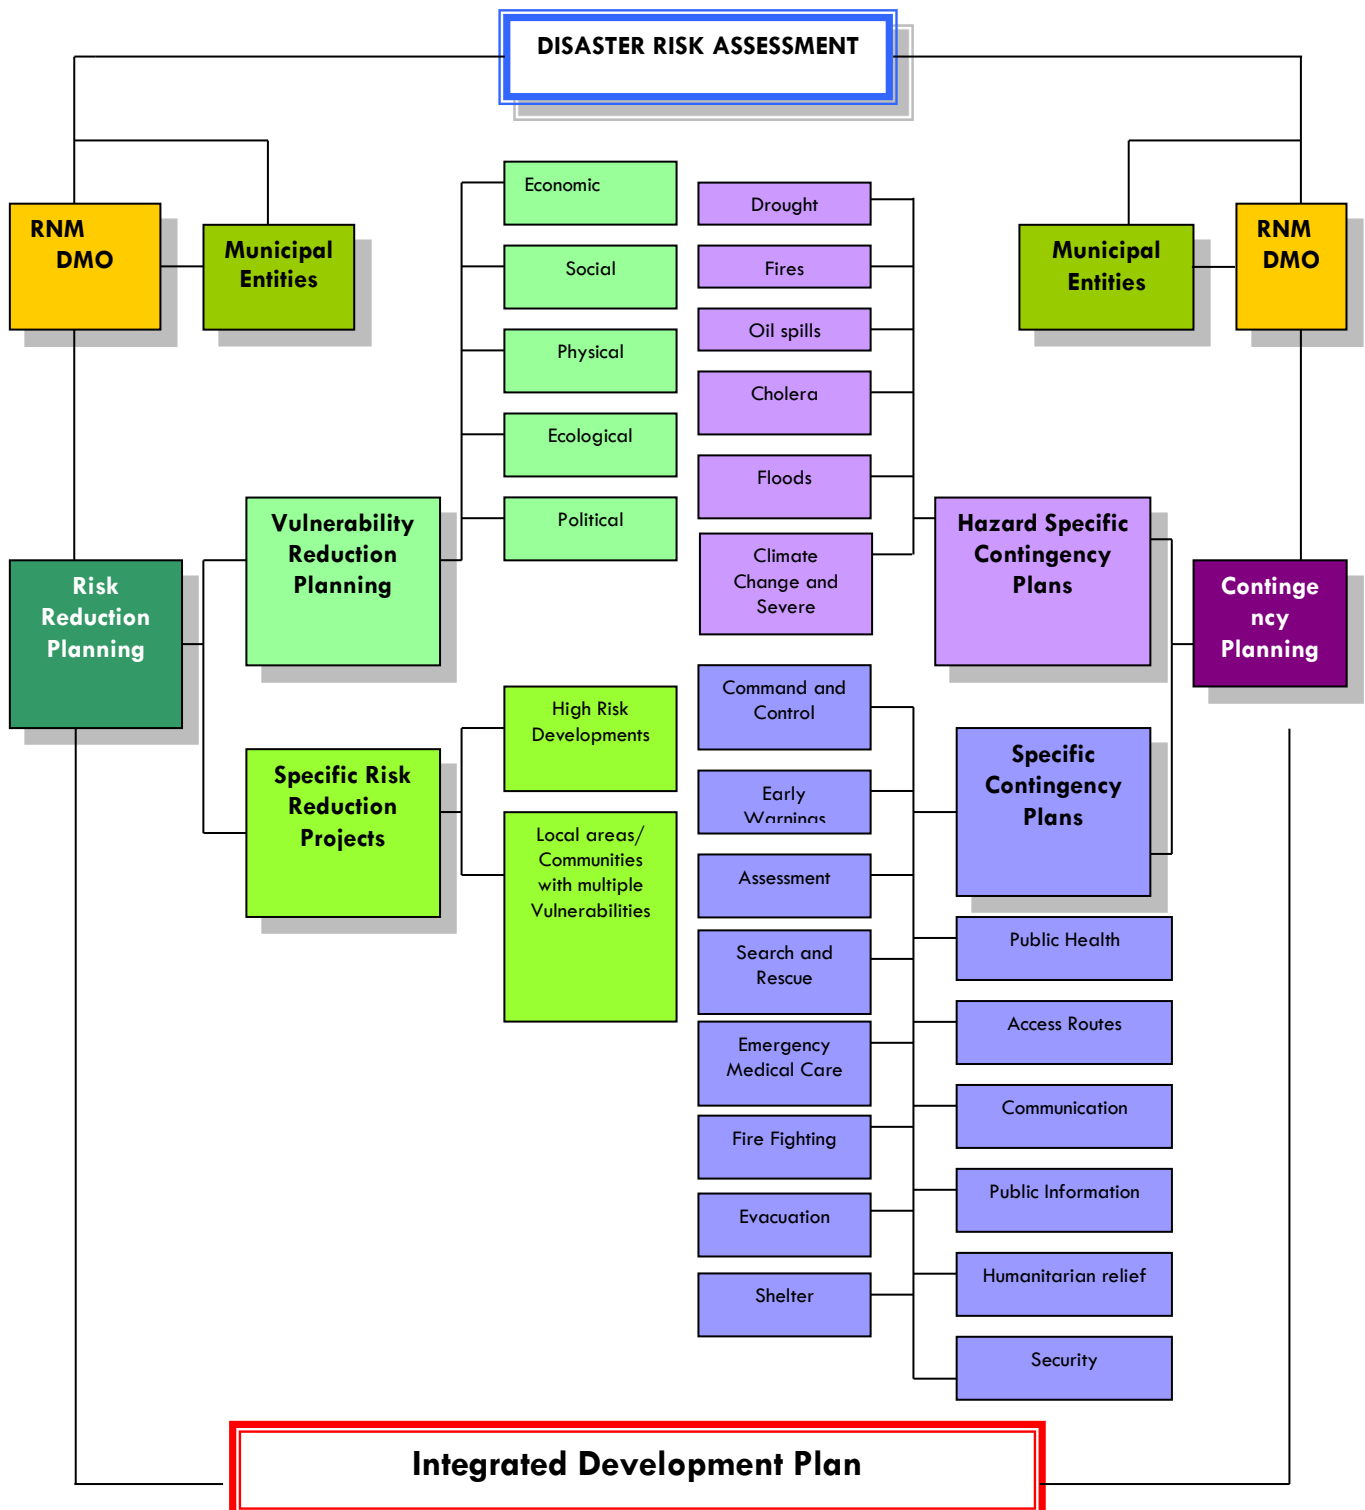 DISASTER RISK ASSESSMENT
RNM
DMO
Municipal
Entities
Economic
Social
Physical
Ecological
Political
Drought
Fires
Oil spills
Cholera
Floods
Climate
Change and
Severe
Municipal
Entities
RNM
DMO
Risk
Reduction
Planning
Vulnerability
Reduction
Planning
Hazard Specific
Contingency
Plans
Continge
ncy
Planning
Specific Risk
Reduction
Projects
High Risk
Developments
Local areas/
Communities
with multiple
Vulnerabilities
Command and
Control
Early
Warnings
Assessment
Search and
Rescue
Emergency
Medical Care
Fire Fighting
Evacuation
Shelter
Specific
Contingency
Plans
Public Health
Access Routes
Communication
Public Information
Humanitarian relief
Security
Integrated Development Plan